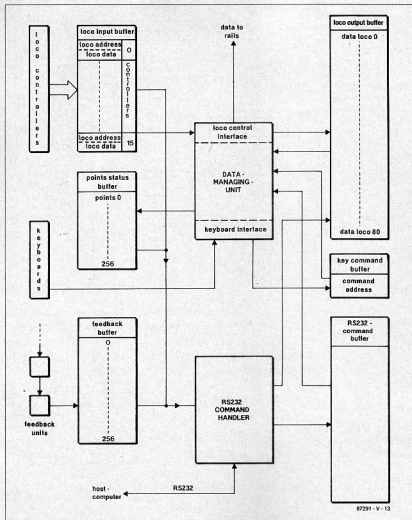 loco controllers
loco input buffer
loco address
loco data
0
controllers
loco address
loco data
15
data to
rails
loco output buffer
data loco 0
data loco 80
loco control
interface
DATA -
MANAGING -
UNIT
keyboard interface
points status
buffer
points 0
256
keyboards
key command
buffer
command
address
feedback
buffer
0
256
feedback
units
RS232
COMMAND
HANDLER
RS232 -
command
buffer
host -
computer
RS232
87291 - V - 13